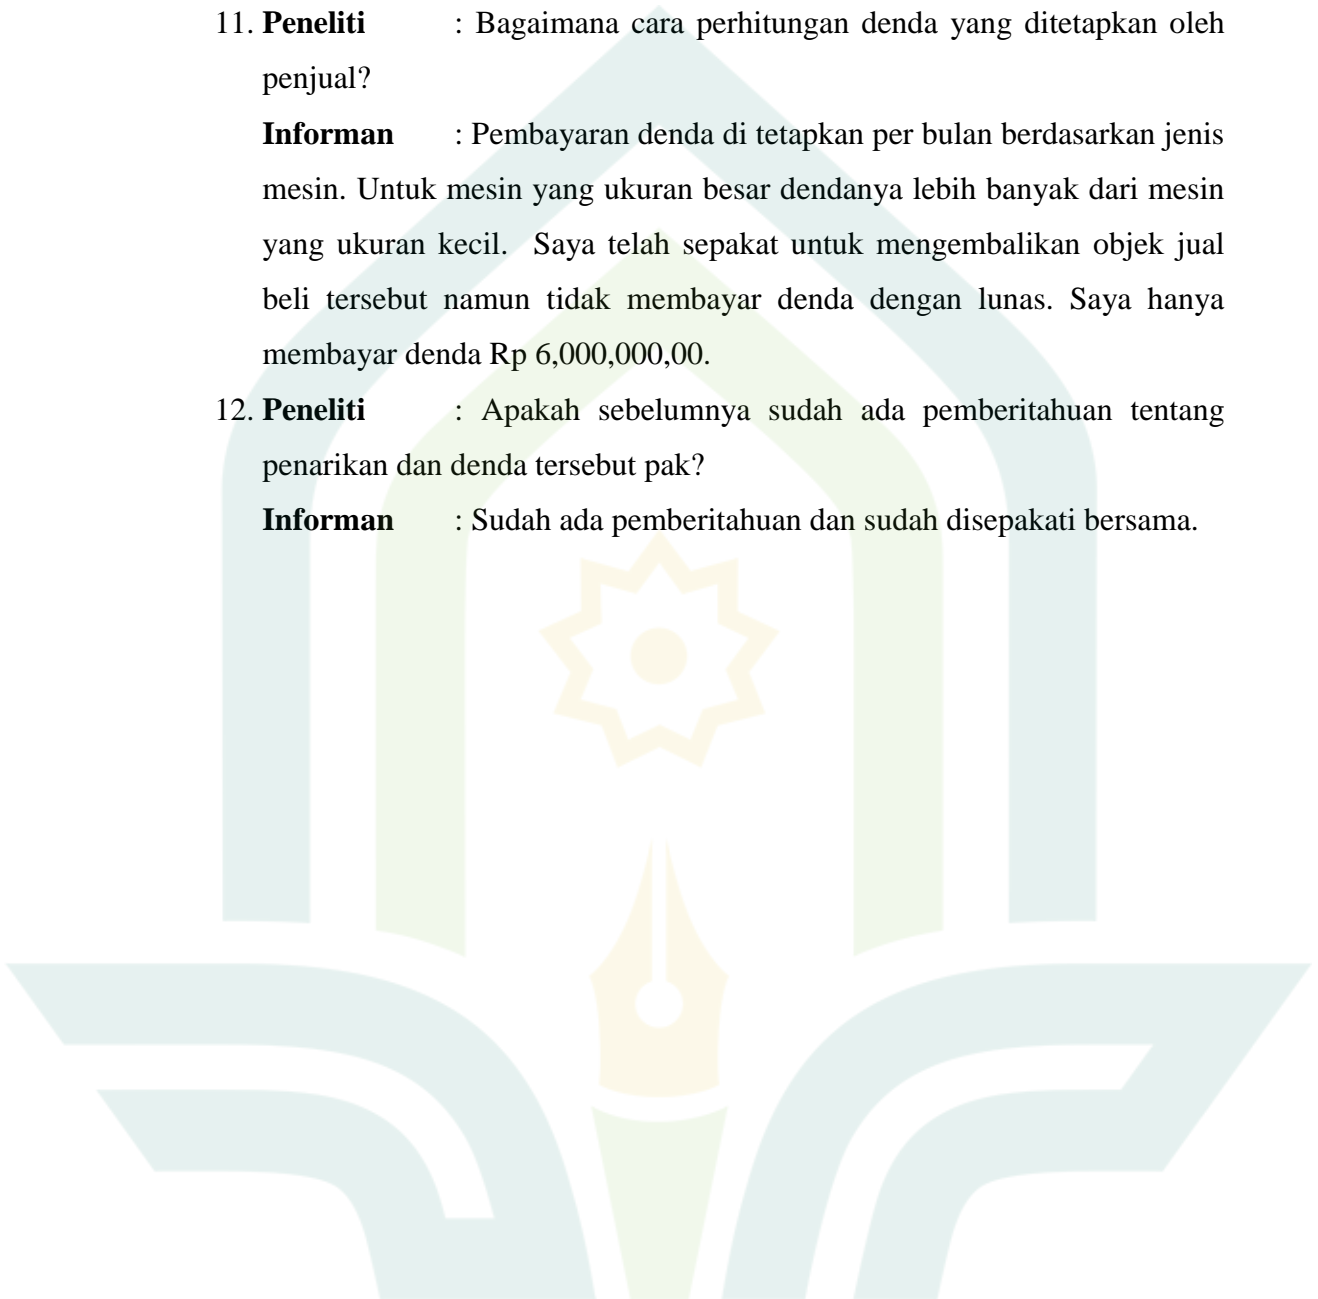 11. Peneliti : Bagaimana cara perhitungan denda yang ditetapkan oleh
penjual?
Informan : Pembayaran denda di tetapkan per bulan berdasarkan jenis
mesin. Untuk mesin yang ukuran besar dendanya lebih banyak dari mesin
yang ukuran kecil. Saya telah sepakat untuk mengembalikan objek jual
beli tersebut namun tidak membayar denda dengan lunas. Saya hanya
membayar denda Rp 6,000,000,00.
12. Peneliti : Apakah sebelumnya sudah ada pemberitahuan tentang
penarikan dan denda tersebut pak?
Informan : Sudah ada pemberitahuan dan sudah disepakati bersama.